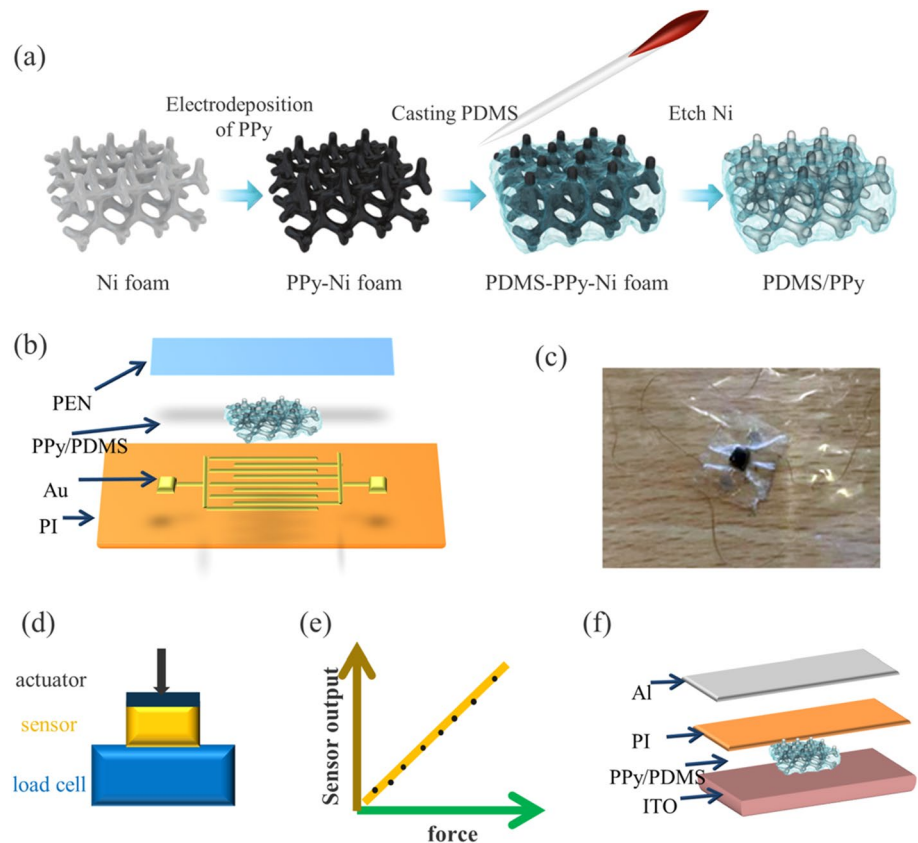 (a)
Electrodeposition
of PPy
Casting PDMS
Etch Ni
Ni foam
PPy-Ni foam
PDMS-PPy-Ni foam
PDMS/PPy
(b)
PEN
PPy/PDMS
Au
PI
(c)
(d)
actuator
sensor
load cell
(e)
Sensor output
force
(f)
Al
PI
PPy/PDMS
ITO